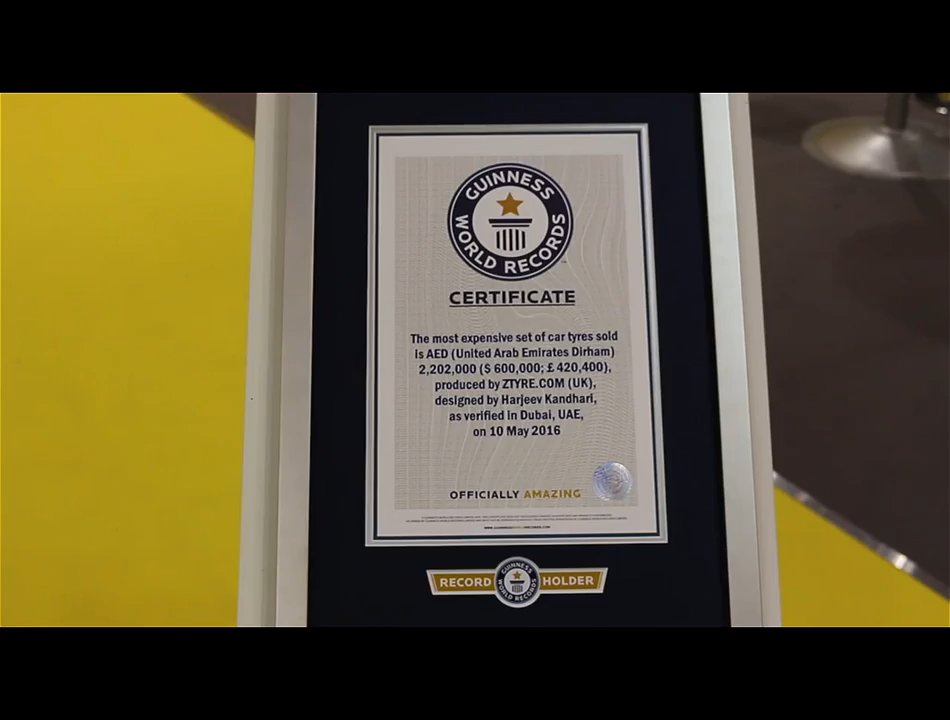 GUINNESS
WORLD RECORDS
CERTIFICATE
The most expensive set of car tyres sold
is AED (United Arab Emirates Dirham)
2,202,000 ($ 600,000; £ 420,400),
produced by ZTYRE.COM (UK),
designed by Harjeev Kandhari,
as verified in Dubai, UAE,
on 10 May 2016
OFFICIALLY AMAZING
RECORD HOLDER
GUINNESS
WORLD RECORDS